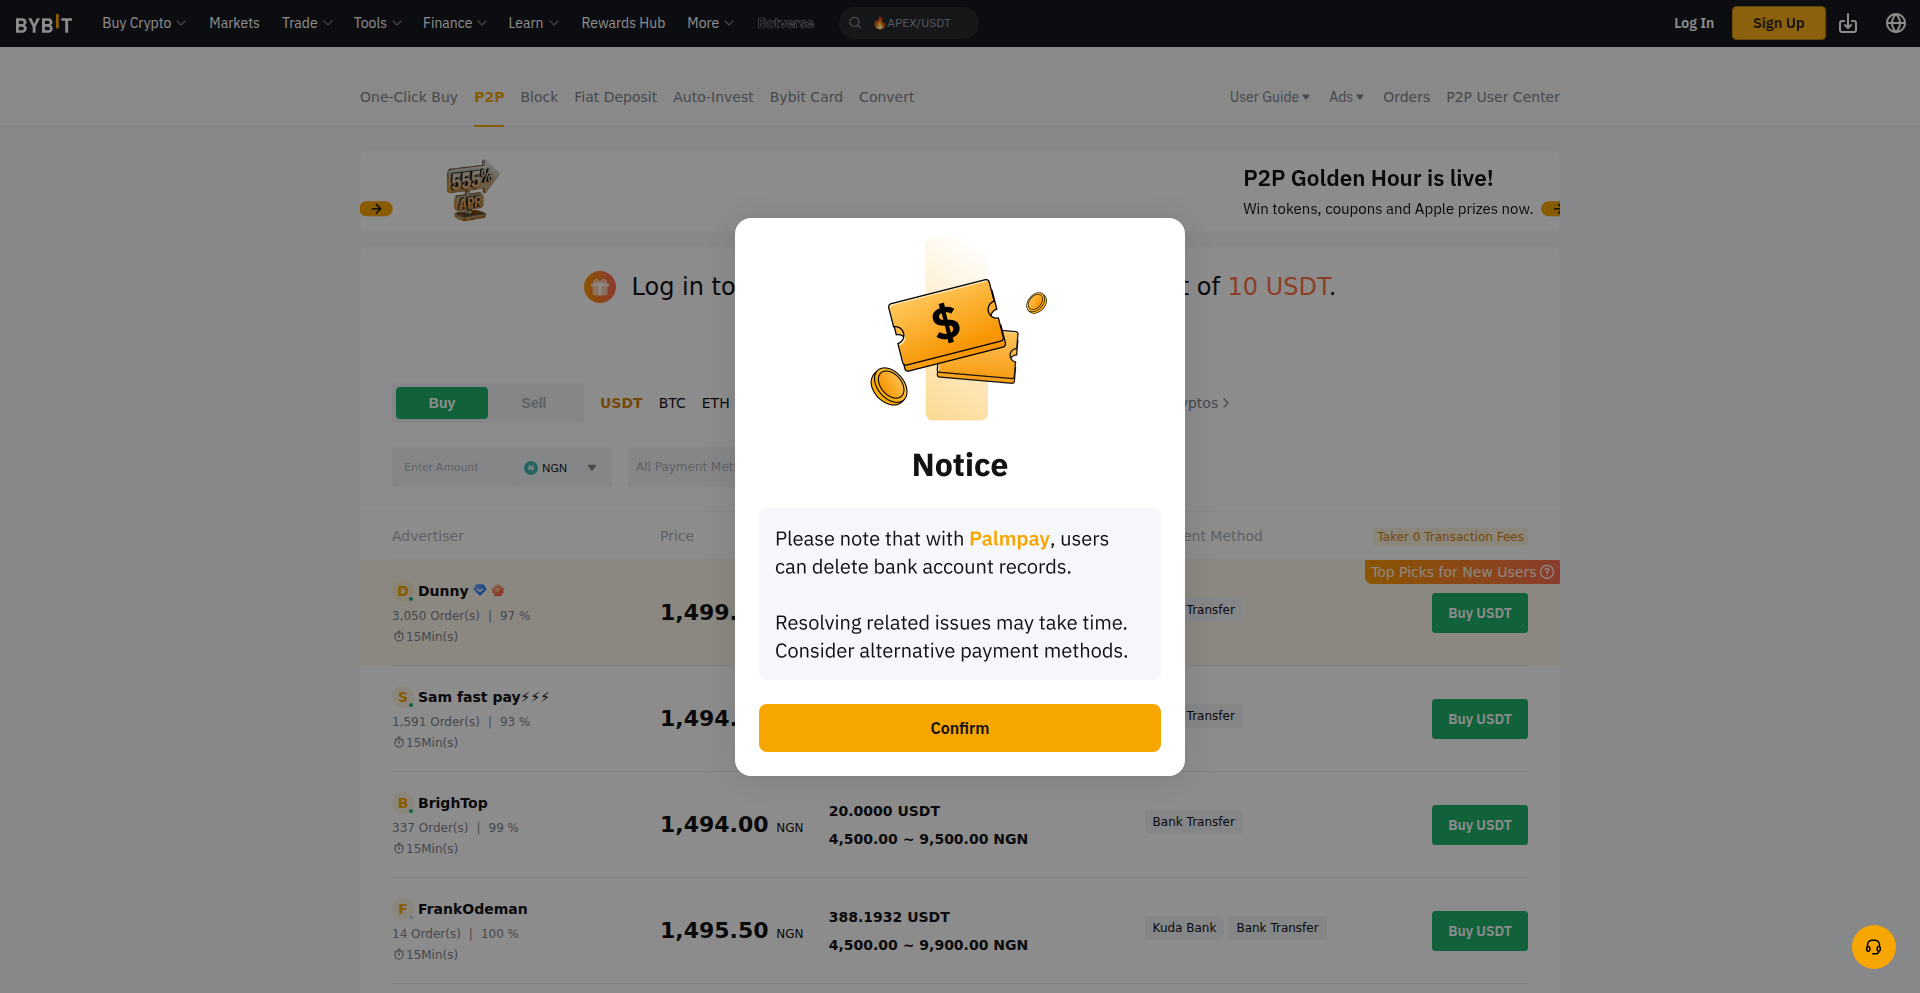 BYBIT Buy Crypto Markets Trade Tools Finance Learn Rewards Hub More Botverse 🔥APEX/USDT Log In Sign Up
One-Click Buy P2P Block Fiat Deposit Auto-Invest Bybit Card Convert User Guide Ads Orders P2P User Center
555%
APR
P2P Golden Hour is live!
Win tokens, coupons and Apple prizes now.
Log in to
of 10 USDT.
Buy Sell USDT BTC ETH
Enter Amount NGN All Payment
Advertiser Price Method Taker 0 Transaction Fees
Top Picks for New Users
D Dunny
3,050 Order(s) | 97 %
15Min(s)
1,499.
Transfer
Buy USDT
S Sam fast pay⚡⚡⚡
1,591 Order(s) | 93 %
15Min(s)
1,494.
Transfer
Buy USDT
B BrighTop
337 Order(s) | 99 %
15Min(s)
1,494.00 NGN
20.0000 USDT
4,500.00 ~ 9,500.00 NGN
Bank Transfer
Buy USDT
F FrankOdeman
14 Order(s) | 100 %
15Min(s)
1,495.50 NGN
388.1932 USDT
4,500.00 ~ 9,900.00 NGN
Kuda Bank Bank Transfer
Buy USDT
$
Notice
Please note that with Palmpay, users
can delete bank account records.
Resolving related issues may take time.
Consider alternative payment methods.
Confirm